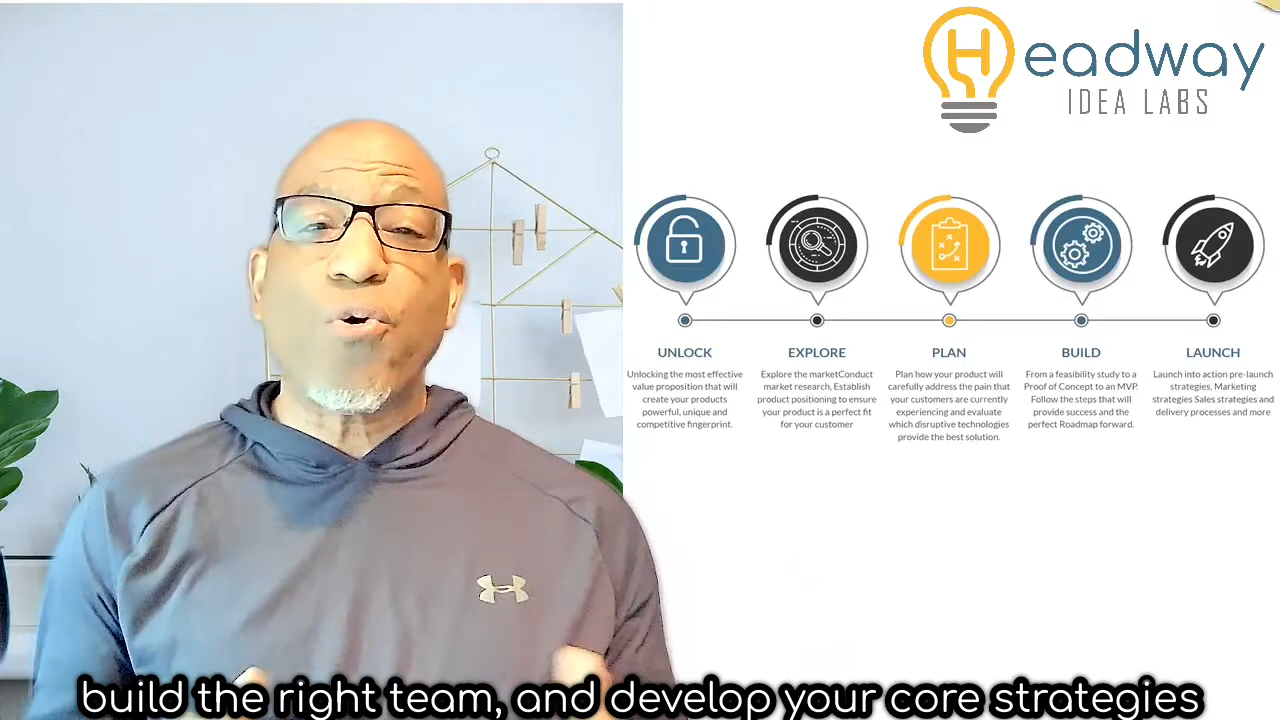 Headway
IDEA LABS
UNLOCK
Unlocking the most effective
value proposition that will
create your products
powerful, unique and
competitive fingerprint.
EXPLORE
Explore the marketConduct
market research, Establish
product positioning to ensure
your product is a perfect fit
for your customer
PLAN
Plan how your product will
carefully address the pain that
your customers are currently
experiencing and evaluate
which disruptive technologies
provide the best solution.
BUILD
From a feasibility study to a
Proof of Concept to an MVP.
Follow the steps that will
provide success and the
perfect Roadmap forward.
LAUNCH
Launch into action pre-launch
strategies, Marketing
strategies Sales strategies and
delivery processes and more
build the right team, and develop your core strategies